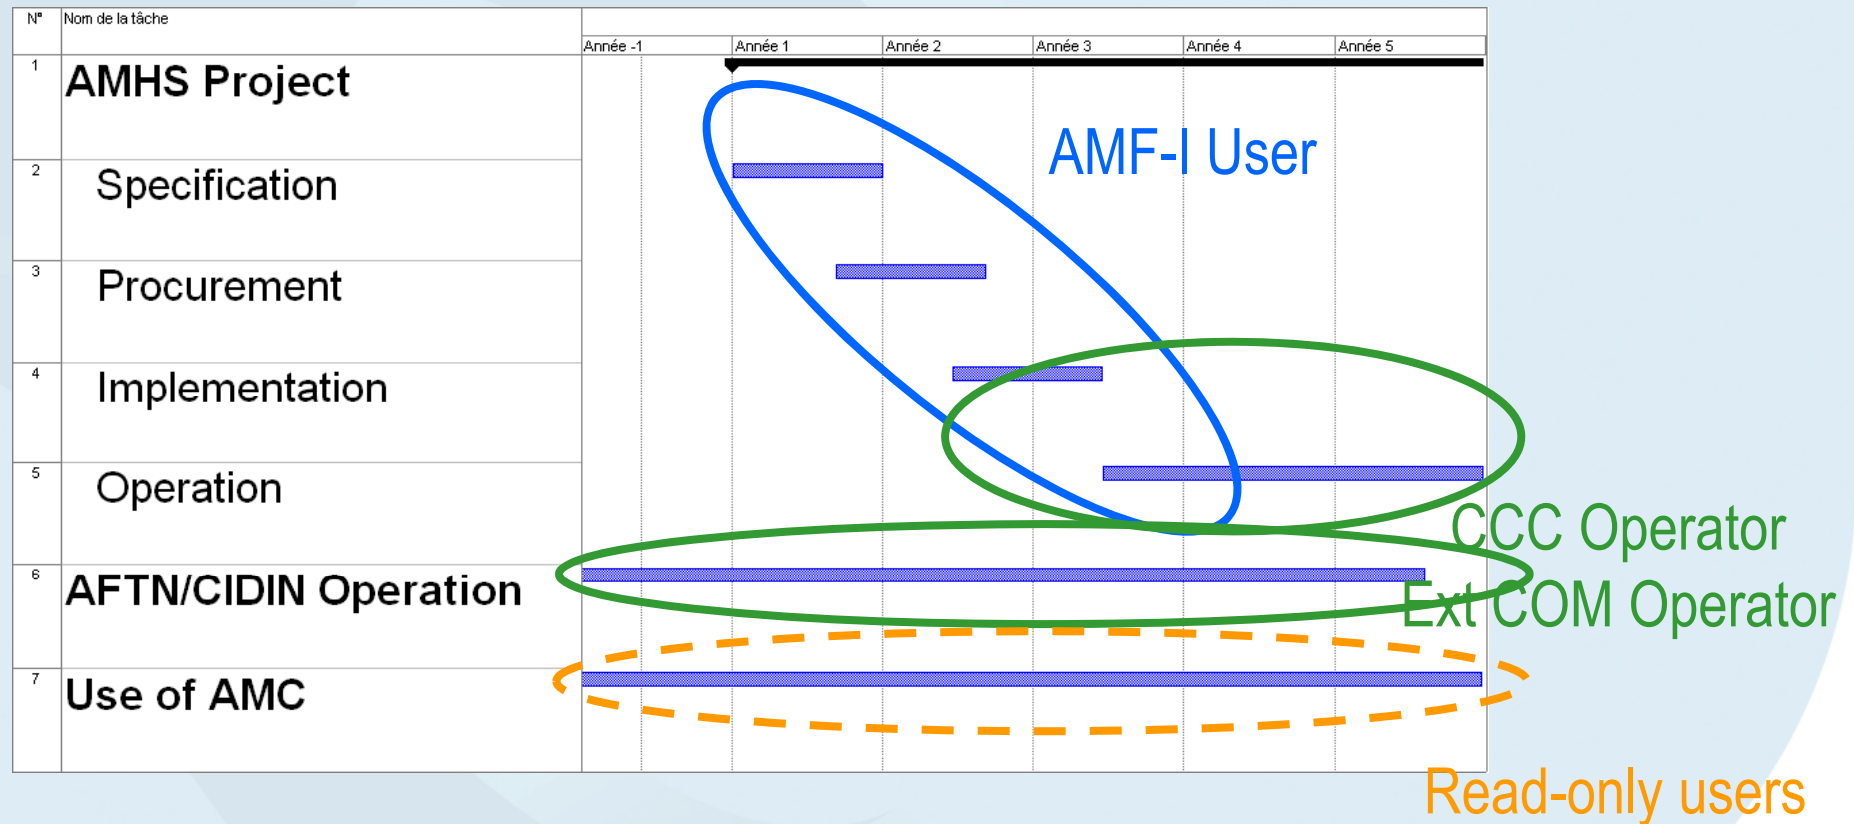 N° Nom de la tâche
Année -1 Année 1 Année 2 Année 3 Année 4 Année 5
1 AMHS Project
AMF-I User
2 Specification
3 Procurement
4 Implementation
5 Operation
CCC Operator
6 AFTN/CIDIN Operation
Ext COM Operator
7 Use of AMC
Read-only users